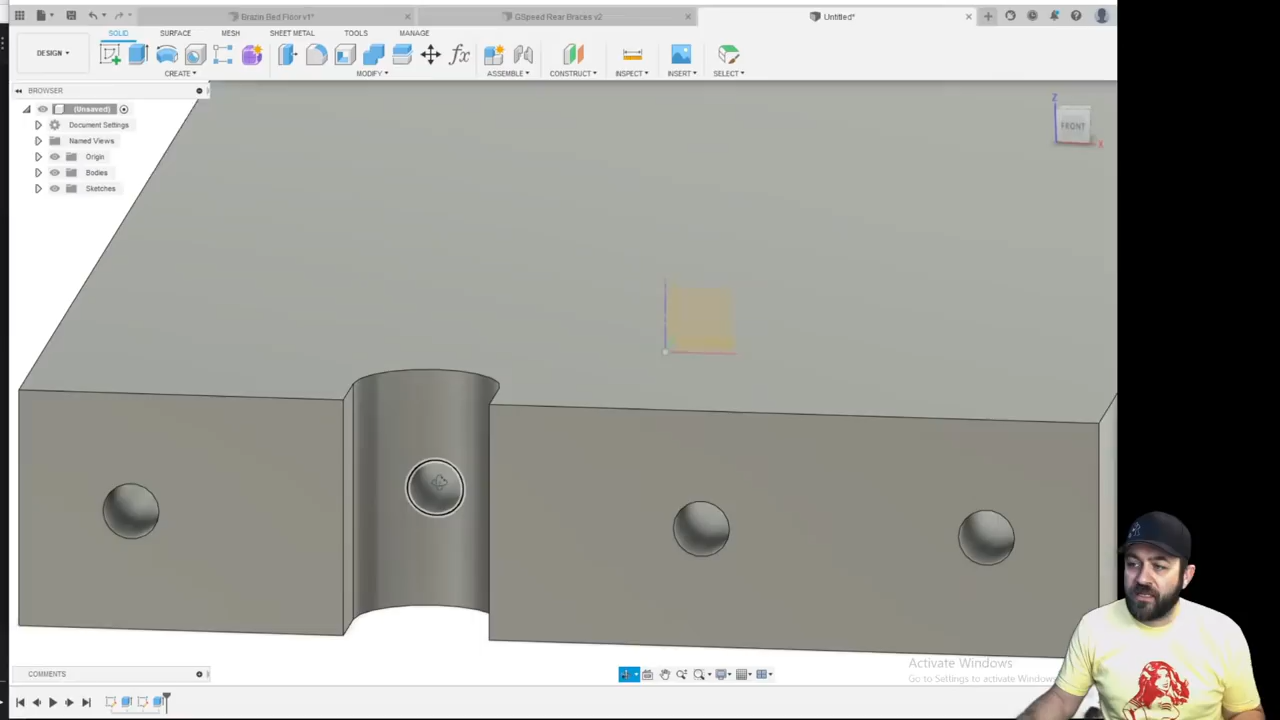 Brazin Bed Floor v1*
GSpeed Rear Braces v2
Untitled*
DESIGN
SOLID
SURFACE
MESH
SHEET METAL
TOOLS
MANAGE
CREATE
MODIFY
ASSEMBLE
CONSTRUCT
INSPECT
INSERT
SELECT
BROWSER
(Unsaved)
Document Settings
Named Views
Origin
Bodies
Sketches
Z
FRONT
X
Activate Windows
Go to Settings to activate Windows
COMMENTS